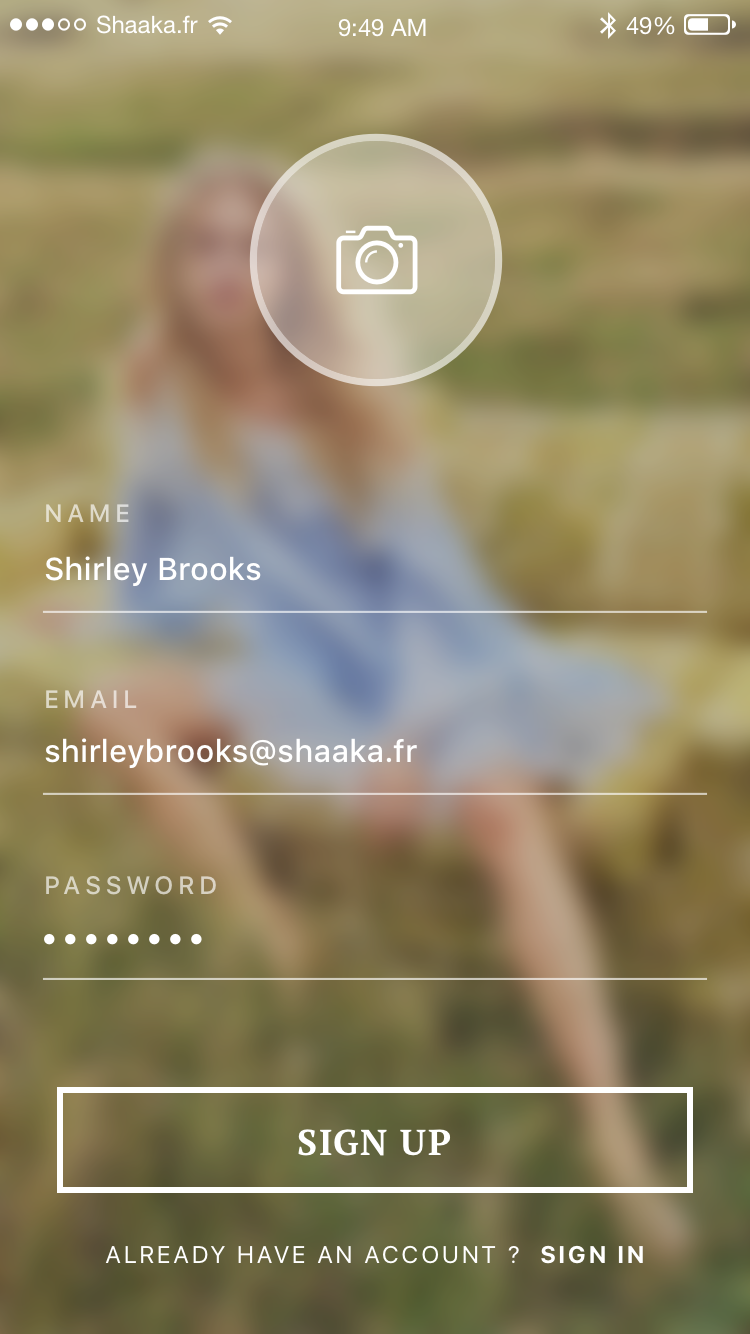 Shaaka.fr 9:49 AM 49%
NAME
Shirley Brooks
EMAIL
shirleybrooks@shaaka.fr
PASSWORD
••••••••
SIGN UP
ALREADY HAVE AN ACCOUNT ? SIGN IN